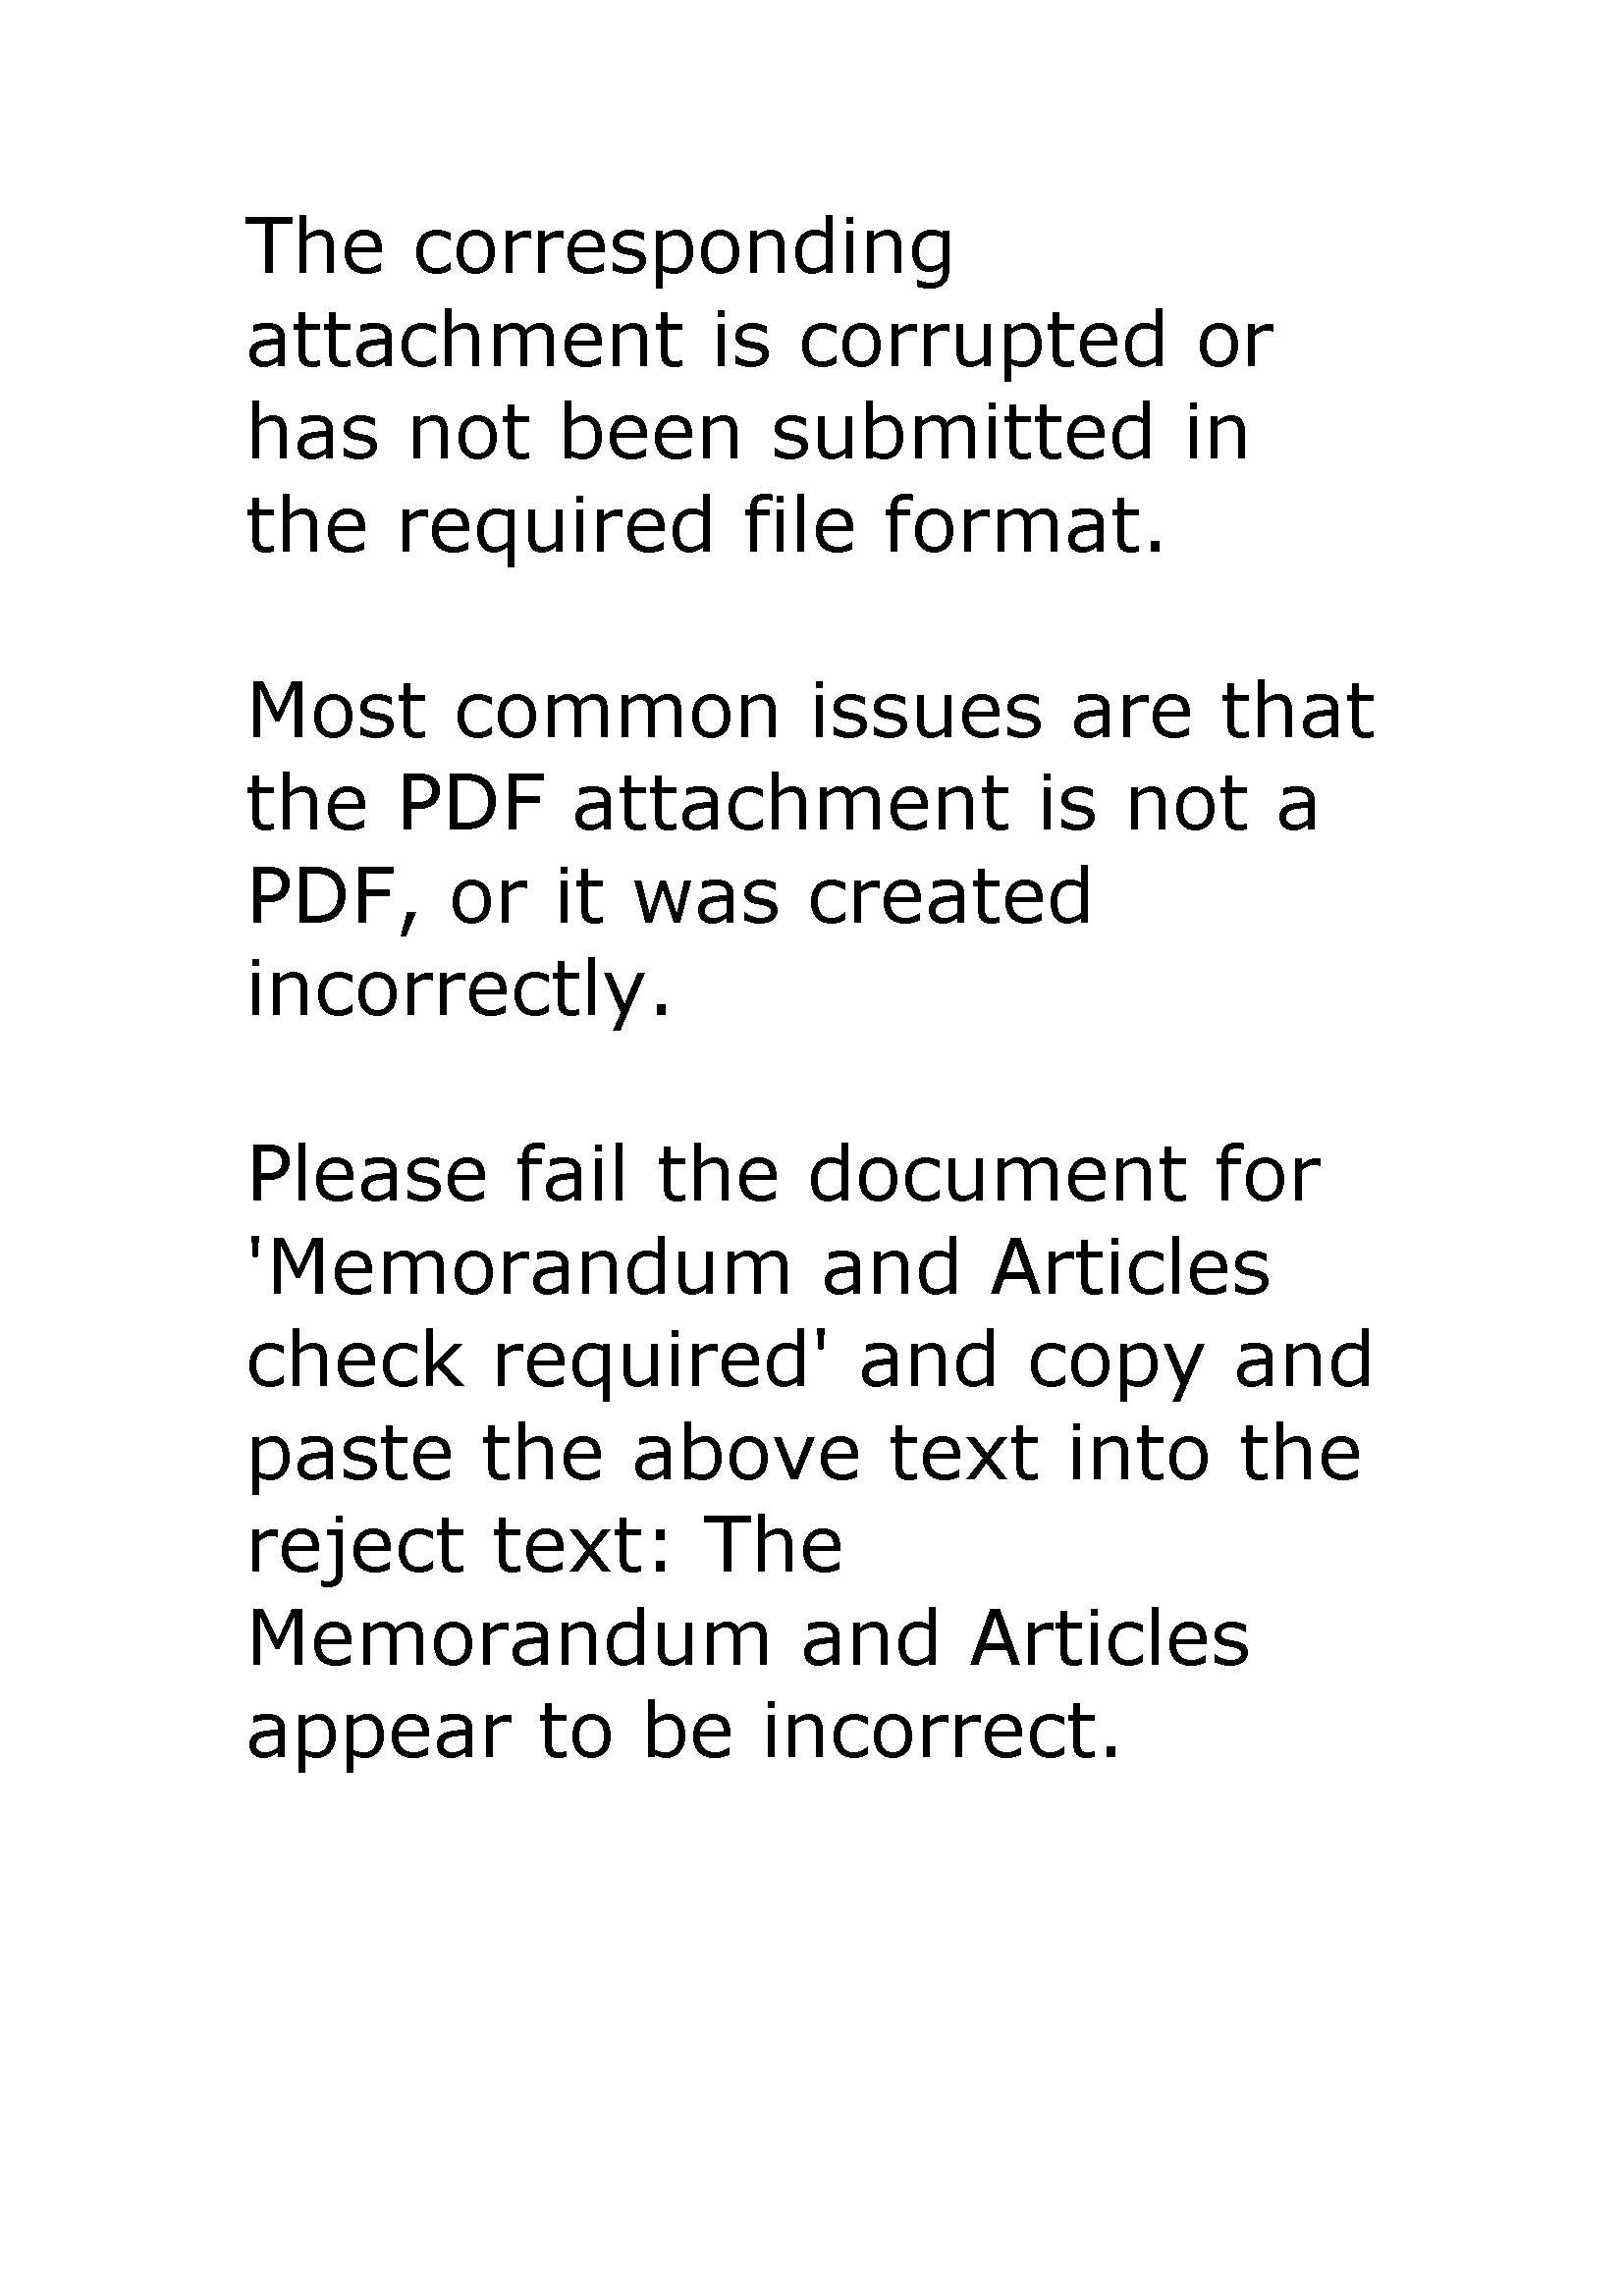 The corresponding
attachment is corrupted or
has not been submitted in
the required file format.
Most common issues are that
the PDF attachment is not a
PDF, or it was created
incorrectly.
Please fail the document for
'Memorandum and Articles
check required' and copy and
paste the above text into the
reject text: The
Memorandum and Articles
appear to be incorrect.